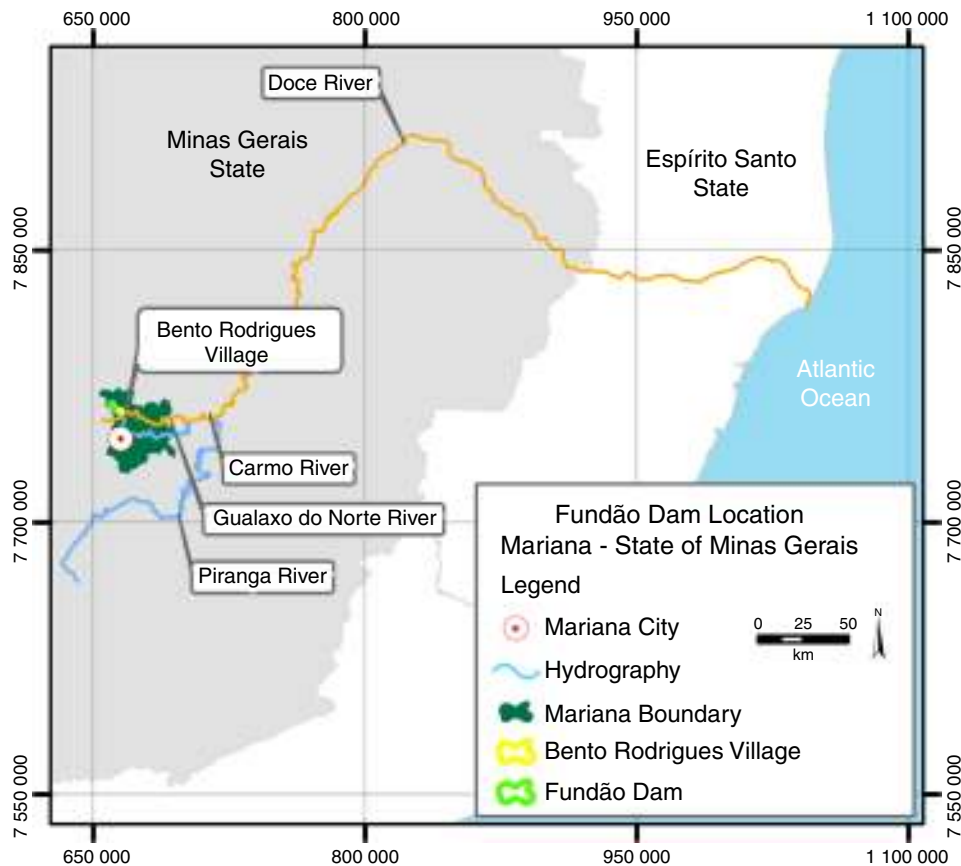 650 000
800 000
950 000
1 100 000
Doce River
Minas Gerais
State
Espírito Santo
State
7 850 000
7 850 000
Bento Rodrigues
Village
Atlantic
Ocean
Carmo River
Gualaxo do Norte River
7 700 000
7 700 000
Piranga River
Fundão Dam Location
Mariana - State of Minas Gerais
Legend
Mariana City
0 25 50
km
N
Hydrography
Mariana Boundary
Bento Rodrigues Village
Fundão Dam
7 550 000
7 550 000
650 000
800 000
950 000
1 100 000